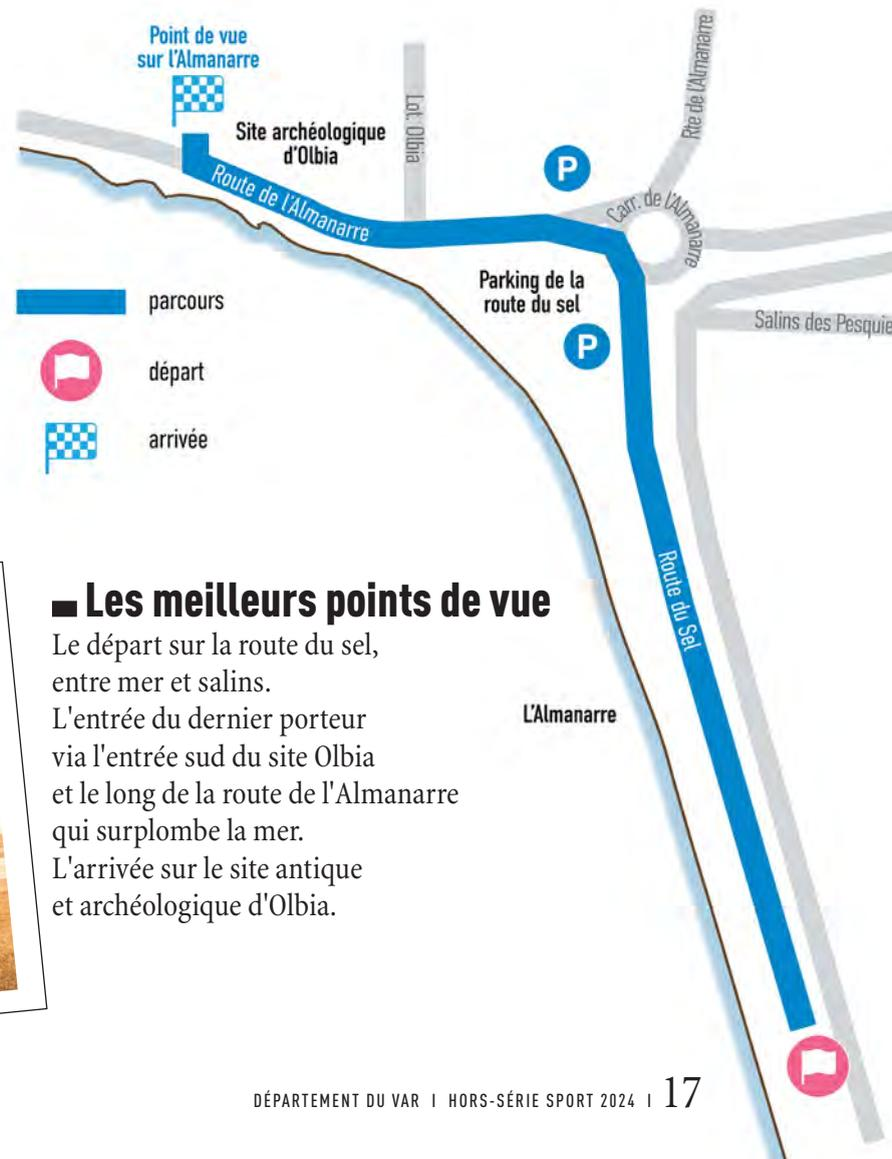 Point de vue
sur l'Almanarre
Site archéologique
d'Olbia
Lot. Olbia
Rte de l'Almanarre
P
Carr. de l'Almanarre
Route de l'Almanarre
Parking de la
route du sel
P
Salins des Pesquie
parcours
départ
arrivée
Route du Sel
L'Almanarre
Les meilleurs points de vue
Le départ sur la route du sel,
entre mer et salins.
L'entrée du dernier porteur
via l'entrée sud du site Olbia
et le long de la route de l'Almanarre
qui surplombe la mer.
L'arrivée sur le site antique
et archéologique d'Olbia.
DÉPARTEMENT DU VAR I HORS-SÉRIE SPORT 2024 I 17